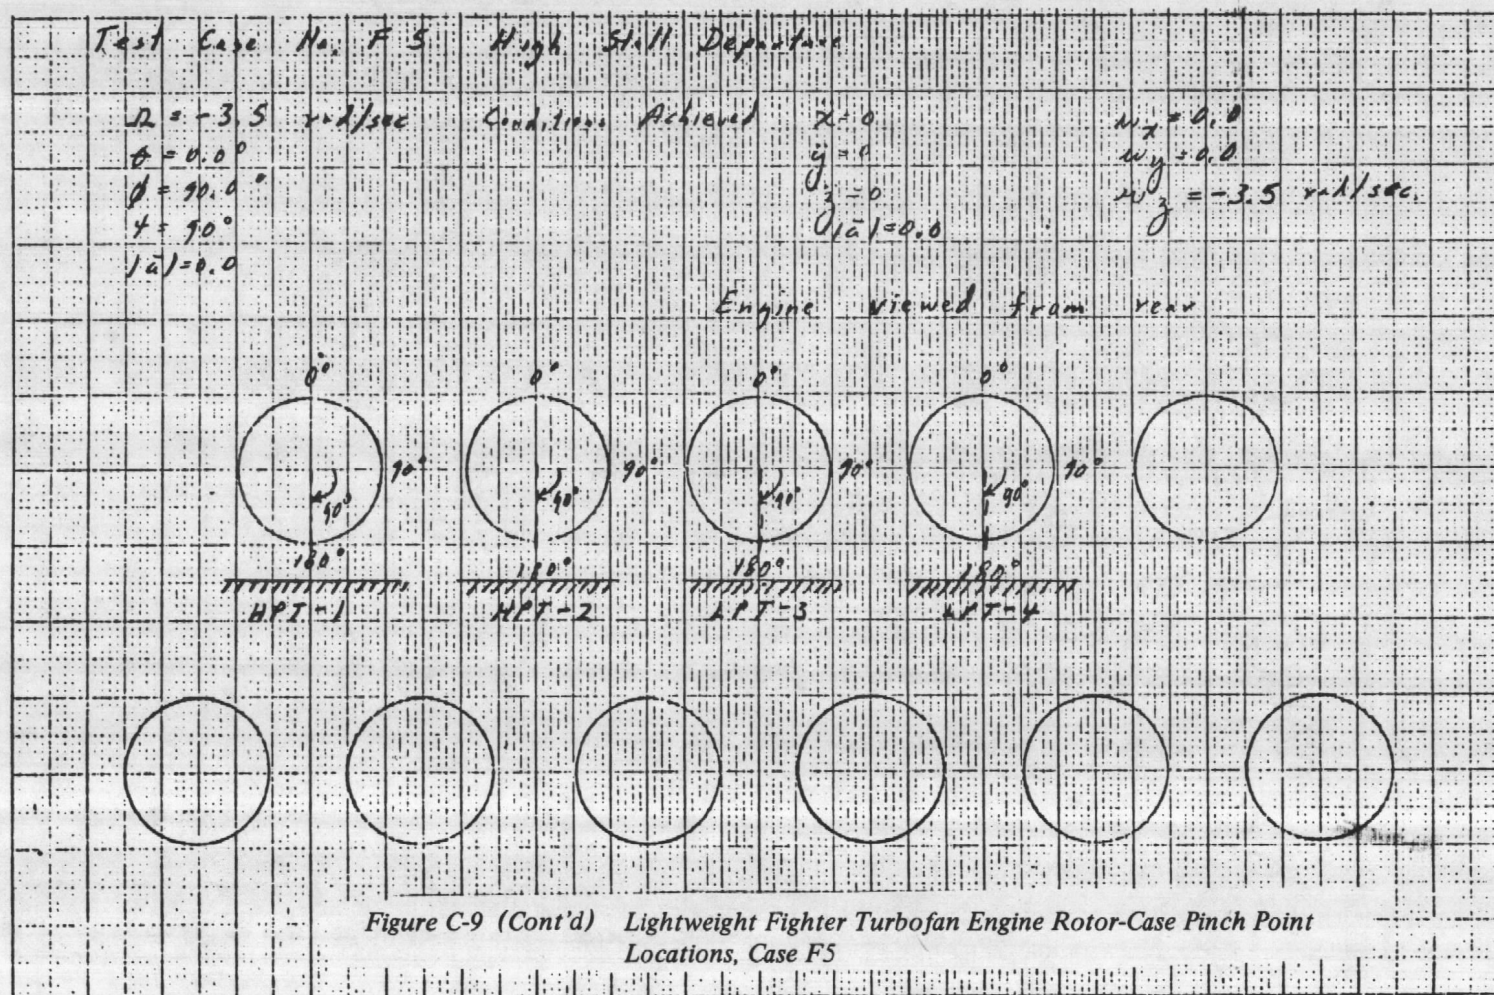 Test Case No. F 5 High Stall Departure
Ω = -3.5 rad/sec Conditions Achieved ẍ = 0 ωx = 0.0
θ = 0.0° ÿ = 0 ωy = 0.0
φ = 90.0° z̈ = 0 ωz = -3.5 rad/sec.
ψ = 90° |ā| = 0.0
|ā| = 0.0
Engine viewed from rear
0° 0° 0° 0°
90° 90° 90° 90°
90° 90° 90° 90°
180° 180° 180° 180°
HPT-1 HPT-2 LPT-3 LPT-4
Figure C-9 (Cont'd) Lightweight Fighter Turbofan Engine Rotor-Case Pinch Point
Locations, Case F5